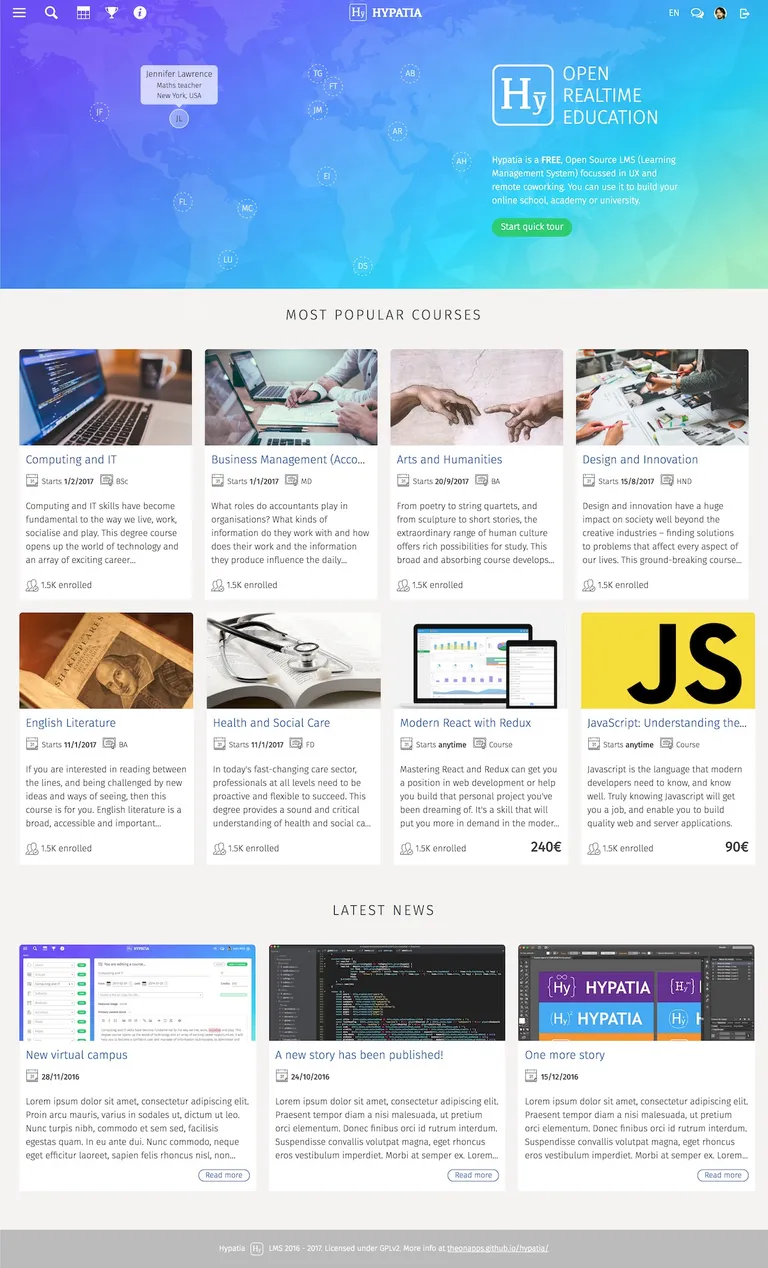 Hy HYPATIA
EN
Jennifer Lawrence
Maths teacher
New York, USA
JF
JL
TG
FT
AB
JM
AR
AH
EJ
FL
MC
LU
DS
Hy
OPEN
REALTIME
EDUCATION
Hypatia is a FREE, Open Source LMS (Learning
Management System) focussed in UX and
remote coworking. You can use it to build your
online school, academy or university.
Start quick tour
MOST POPULAR COURSES
Computing and IT
Starts 1/2/2017 BSc
Computing and IT skills have become
fundamental to the way we live, work,
socialise and play. This degree course
opens up the world of technology and
an array of exciting career...
1.5K enrolled
Business Management (Acco...
Starts 1/1/2017 MD
What roles do accountants play in
organisations? What kinds of
information do they work with and how
does their work and the information
they produce influence the daily...
1.5K enrolled
Arts and Humanities
Starts 20/9/2017 BA
From poetry to string quartets, and
from sculpture to short stories, the
extraordinary range of human culture
offers rich possibilities for study. This
broad and absorbing course develops...
1.5K enrolled
Design and Innovation
Starts 15/8/2017 HND
Design and innovation have a huge
impact on society well beyond the
creative industries – finding solutions
to problems that affect every aspect of
our lives. This ground-breaking course...
1.5K enrolled
SHAKESPEARES
English Literature
Starts 11/1/2017 BA
If you are interested in reading between
the lines, and being challenged by new
ideas and ways of seeing, then this
course is for you. English literature is a
broad, accessible and important...
1.5K enrolled
Health and Social Care
Starts 11/1/2017 FD
In today's fast-changing care sector,
professionals at all levels need to be
proactive and flexible to succeed. This
degree provides a sound and critical
understanding of health and social ca...
1.5K enrolled
Modern React with Redux
Starts anytime Course
Mastering React and Redux can get you
a position in web development or help
you build that personal project you've
been dreaming of. It's a skill that will
put you more in demand in the moder...
1.5K enrolled 240€
JS
JavaScript: Understanding the...
Starts anytime Course
Javascript is the language that modern
developers need to know, and know
well. Truly knowing Javascript will get
you a job, and enable you to build
quality web and server applications.
1.5K enrolled 90€
LATEST NEWS
HYPATIA
You are editing a course...
New virtual campus
28/11/2016
Lorem ipsum dolor sit amet, consectetur adipiscing elit.
Proin arcu mauris, varius in sodales ut, dictum ut leo.
Nunc turpis nibh, commodo et sem sed, facilisis
egestas quam. In eu ante dui. Nunc commodo, neque
eget efficitur laoreet, sapien felis rhoncus nisl, non...
Read more
A new story has been published!
24/10/2016
Lorem ipsum dolor sit amet, consectetur adipiscing elit.
Praesent tempor diam a nisi malesuada, ut pretium
orci elementum. Donec finibus orci id rutrum interdum.
Suspendisse convallis volutpat magna, eget rhoncus
eros vestibulum imperdiet. Morbi at semper ex. Lorem...
Read more
Hy HYPATIA Hy
Hy HYPATIA H
One more story
15/12/2016
Lorem ipsum dolor sit amet, consectetur adipiscing elit.
Praesent tempor diam a nisi malesuada, ut pretium
orci elementum. Donec finibus orci id rutrum interdum.
Suspendisse convallis volutpat magna, eget rhoncus
eros vestibulum imperdiet. Morbi at semper ex. Lorem...
Read more
Hypatia Hy LMS 2016 - 2017. Licensed under GPLv2. More info at theonapps.github.io/hypatia/